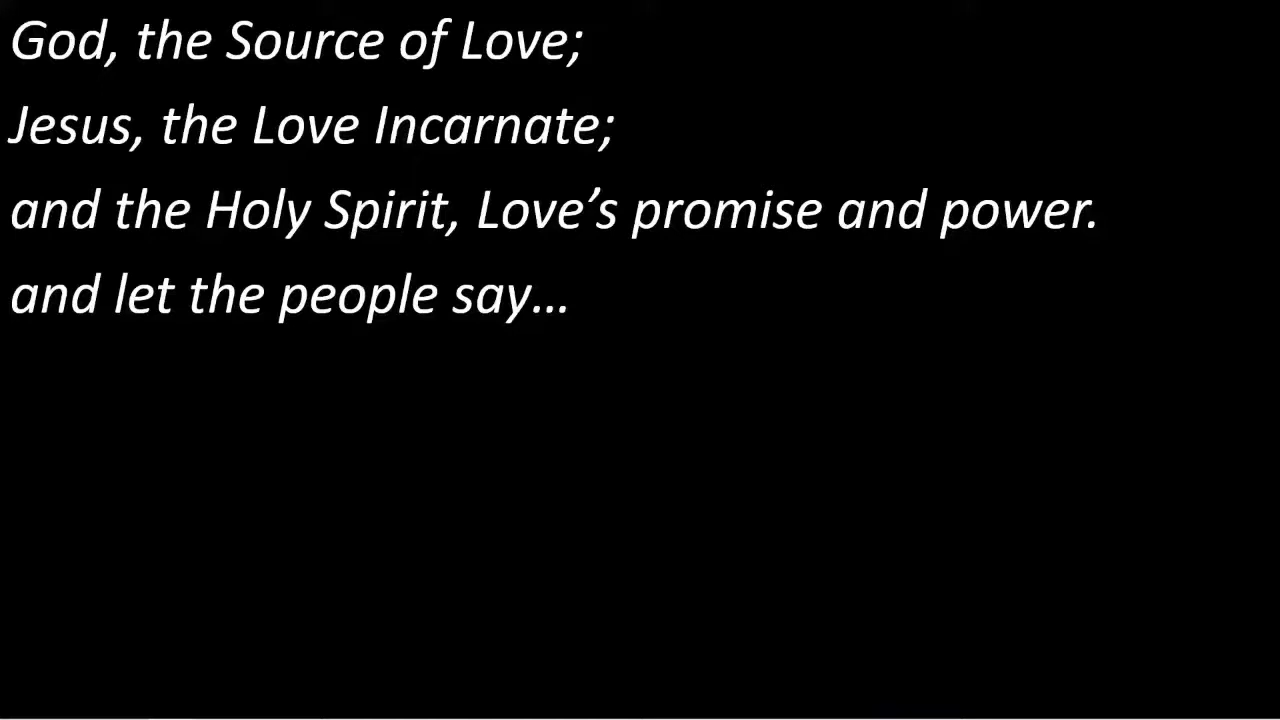 God, the Source of Love;
Jesus, the Love Incarnate;
and the Holy Spirit, Love’s promise and power.
and let the people say…